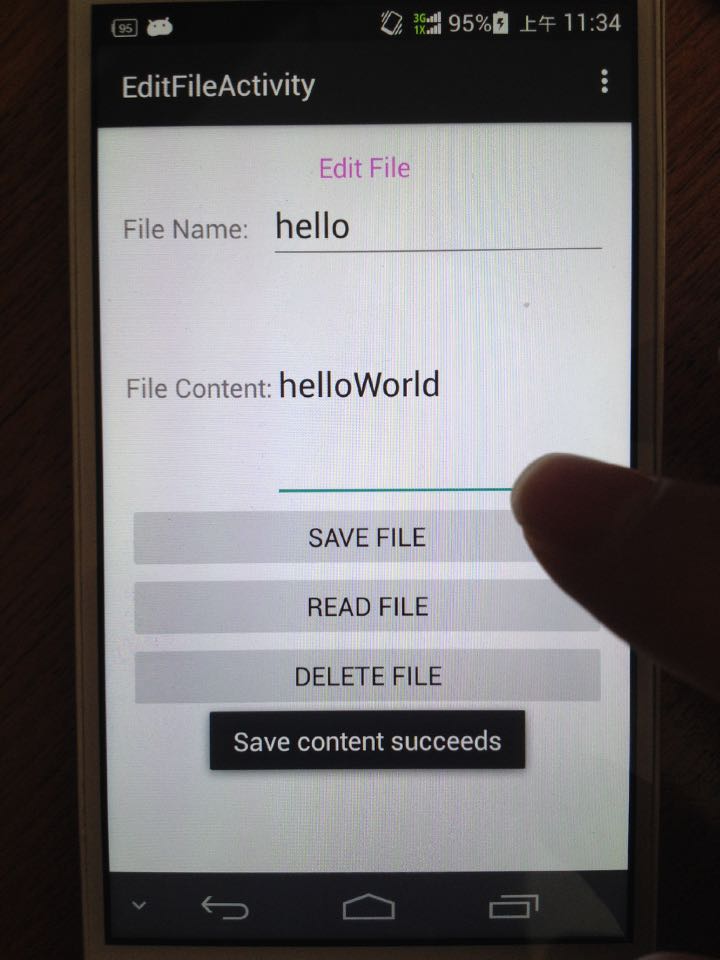 95 3G 1X 95% 上午 11:34
EditFileActivity
Edit File
File Name: hello
File Content: helloWorld
SAVE FILE
READ FILE
DELETE FILE
Save content succeeds